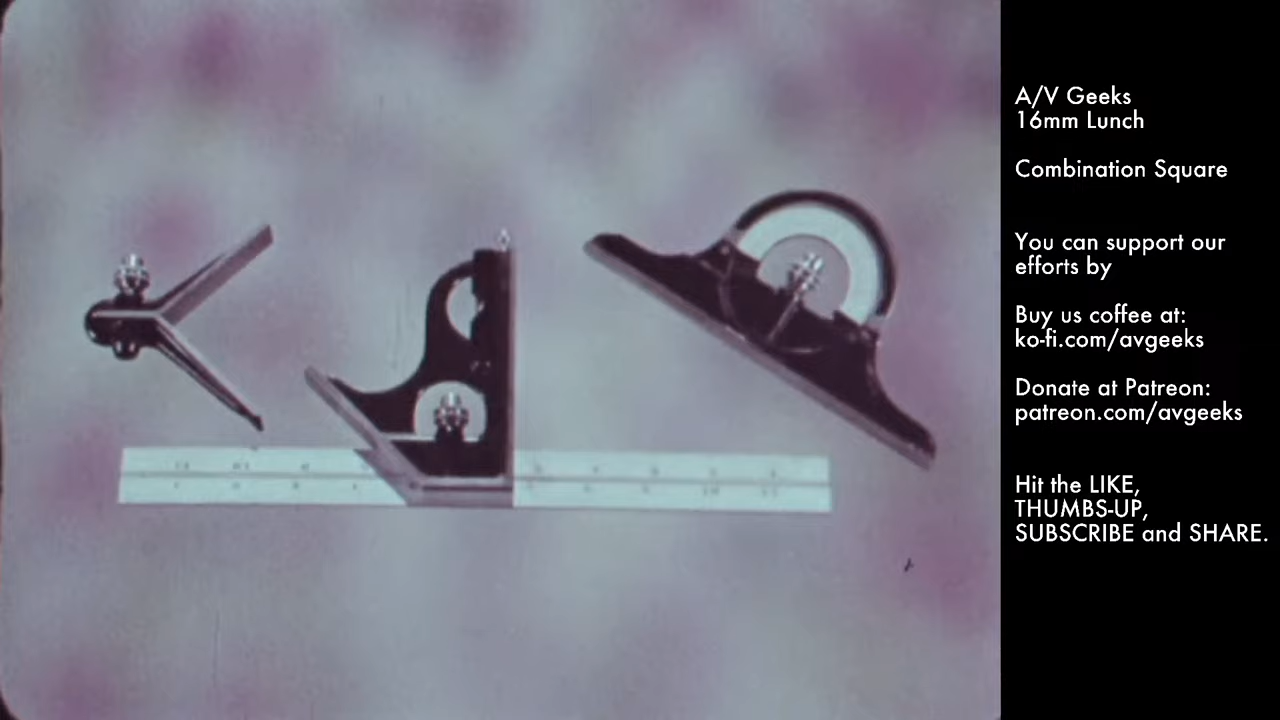 A/V Geeks
16mm Lunch
Combination Square
You can support our
efforts by
Buy us coffee at:
ko-fi.com/avgeeks
Donate at Patreon:
patreon.com/avgeeks
Hit the LIKE,
THUMBS-UP,
SUBSCRIBE and SHARE.